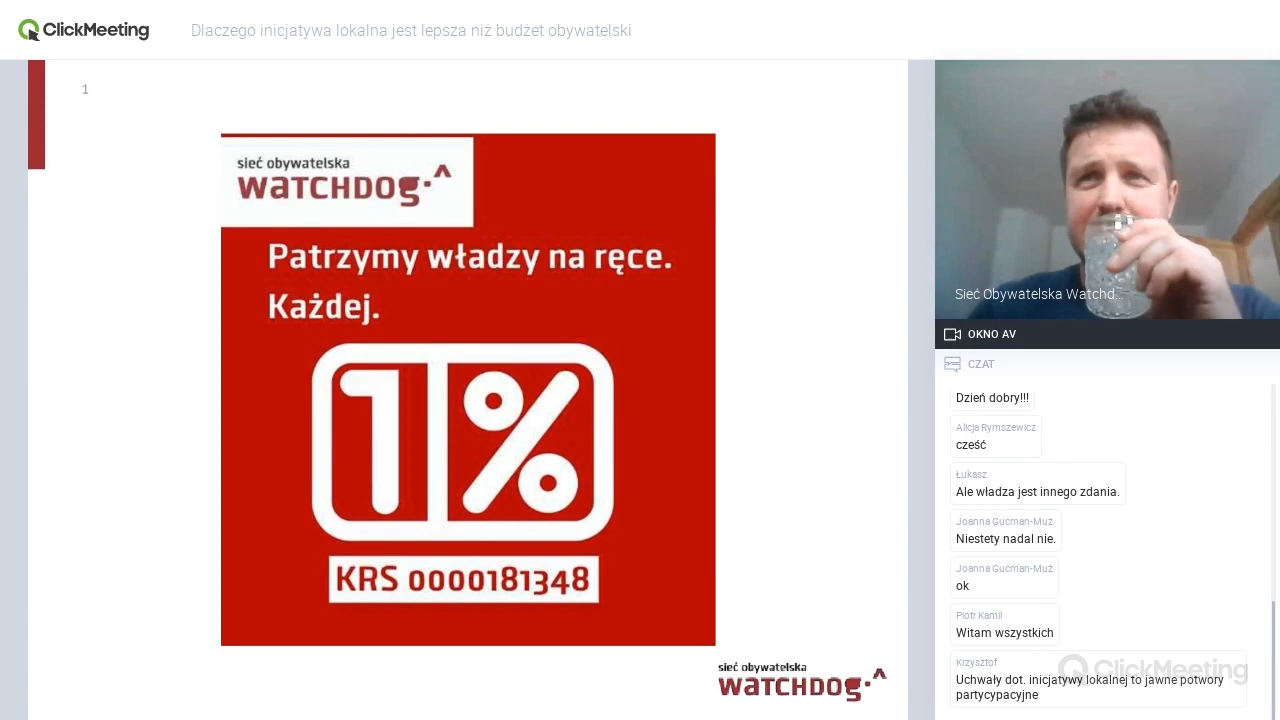 ClickMeeting
Dlaczego inicjatywa lokalna jest lepsza niż budżet obywatelski
1
sieć obywatelska
WATCHDOG
Patrzymy władzy na ręce.
Każdej.
1%
KRS 0000181348
sieć obywatelska
WATCHDOG
Sieć Obywatelska Watchd...
OKNO AV
CZAT
Dzień dobry!!!
Alicja Rymszewicz
cześć
Łukasz
Ale władza jest innego zdania.
Joanna Gucman-Muż
Niestety nadal nie.
Joanna Gucman-Muż
ok
Piotr Kamil
Witam wszystkich
Krzysztof
ClickMeeting
Uchwały dot. inicjatywy lokalnej to jawne potwory
partycypacyjne